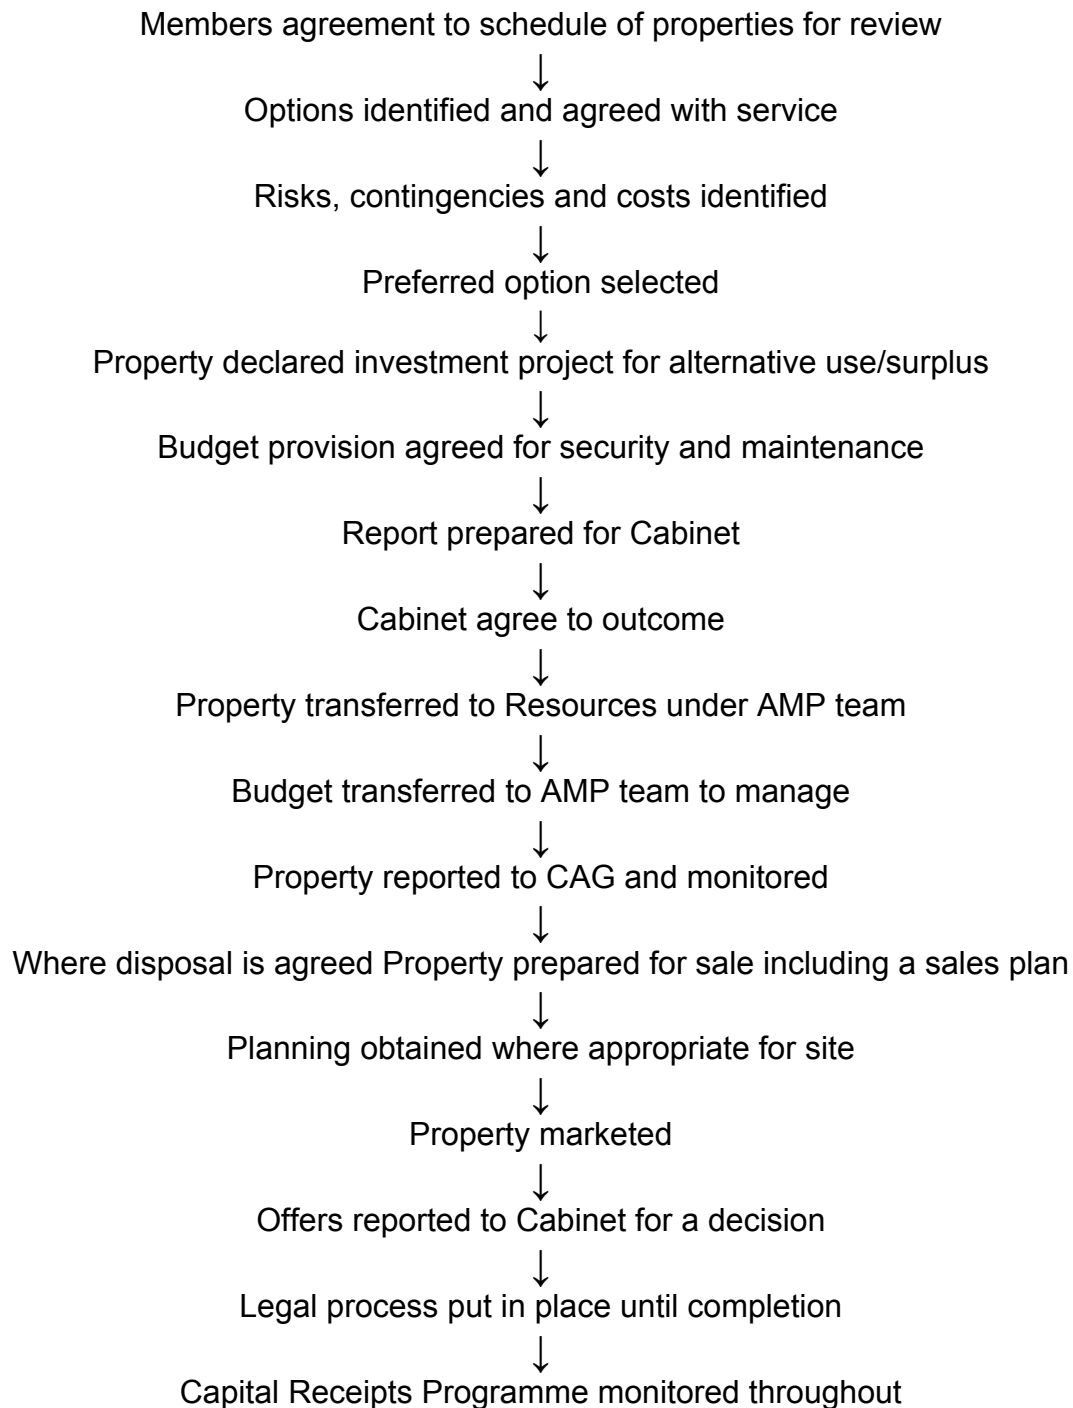 Members agreement to schedule of properties for review
↓
Options identified and agreed with service
↓
Risks, contingencies and costs identified
↓
Preferred option selected
↓
Property declared investment project for alternative use/surplus
↓
Budget provision agreed for security and maintenance
↓
Report prepared for Cabinet
↓
Cabinet agree to outcome
↓
Property transferred to Resources under AMP team
↓
Budget transferred to AMP team to manage
↓
Property reported to CAG and monitored
↓
Where disposal is agreed Property prepared for sale including a sales plan
↓
Planning obtained where appropriate for site
↓
Property marketed
↓
Offers reported to Cabinet for a decision
↓
Legal process put in place until completion
↓
Capital Receipts Programme monitored throughout